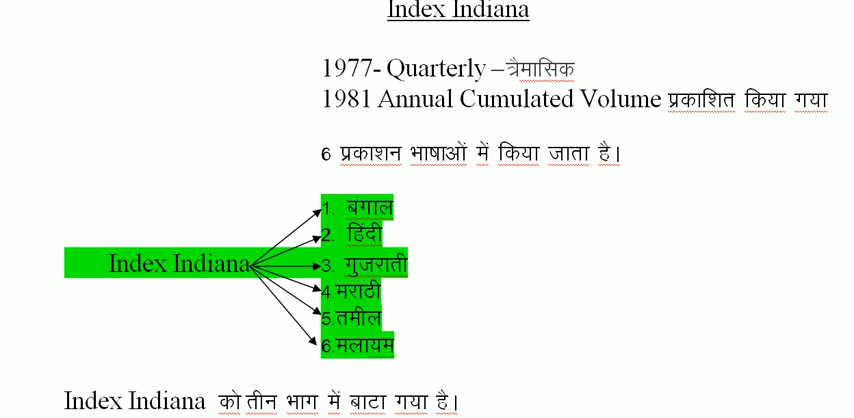 Index Indiana
1977- Quarterly –त्रैमासिक
1981 Annual Cumulated Volume प्रकाशित किया गया
6 प्रकाशन भाषाओं में किया जाता है।
1. बंगाल
2. हिंदी
Index Indiana 3. गुजराती
4.मराठी
5.तमील
6.मलायम
Index Indiana को तीन भाग में बाटा गया है।